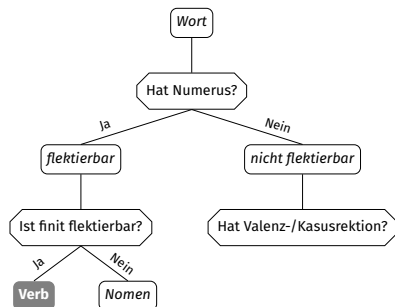 Wort
Hat Numerus?
Ja
Nein
flektierbar
nicht flektierbar
Ist finit flektierbar?
Hat Valenz-/Kasusrektion?
Ja
Nein
Verb
Nomen